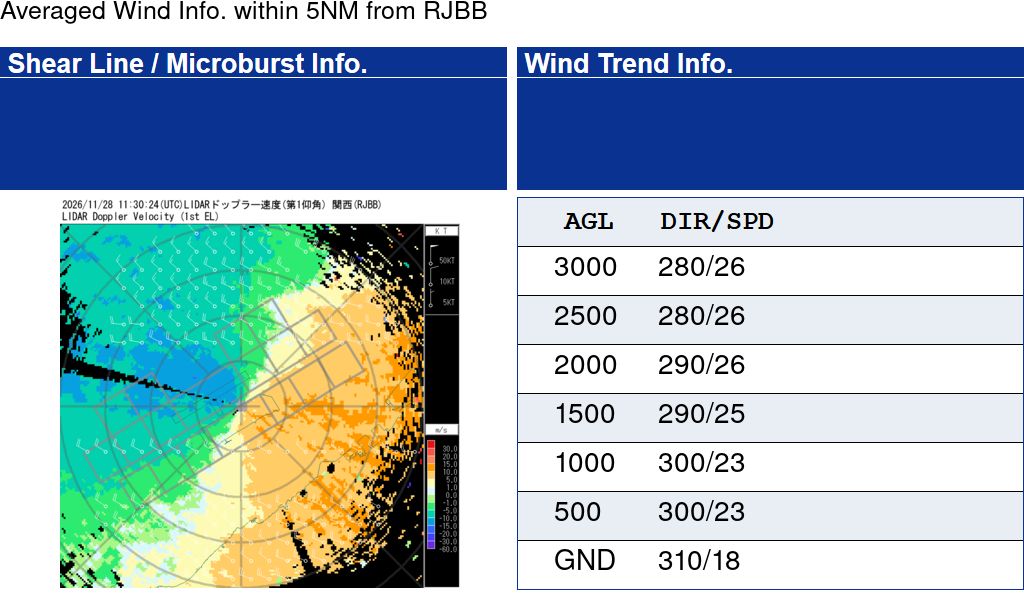 Averaged Wind Info. within 5NM from RJBB
Shear Line / Microburst Info.
Wind Trend Info.
2026/11/28 11:30:24(UTC)LIDARドップラー速度(第1仰角) 関西(RJBB)
LIDAR Doppler Velocity (1st EL)
K T
50KT
10KT
5KT
m/s
30.0
20.0
15.0
10.0
5.0
1.0
0.0
-1.0
-5.0
-10.0
-15.0
-20.0
-30.0
-60.0
AGL DIR/SPD
3000 280/26
2500 280/26
2000 290/26
1500 290/25
1000 300/23
500 300/23
GND 310/18